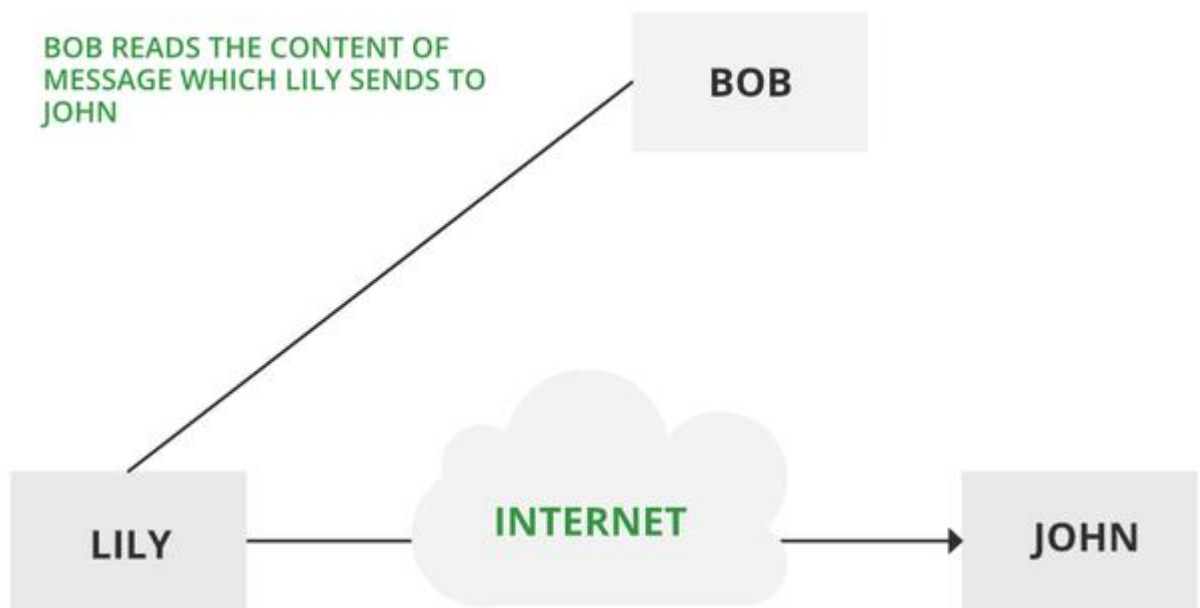 BOB READS THE CONTENT OF
MESSAGE WHICH LILY SENDS TO
JOHN
BOB
LILY
INTERNET
JOHN